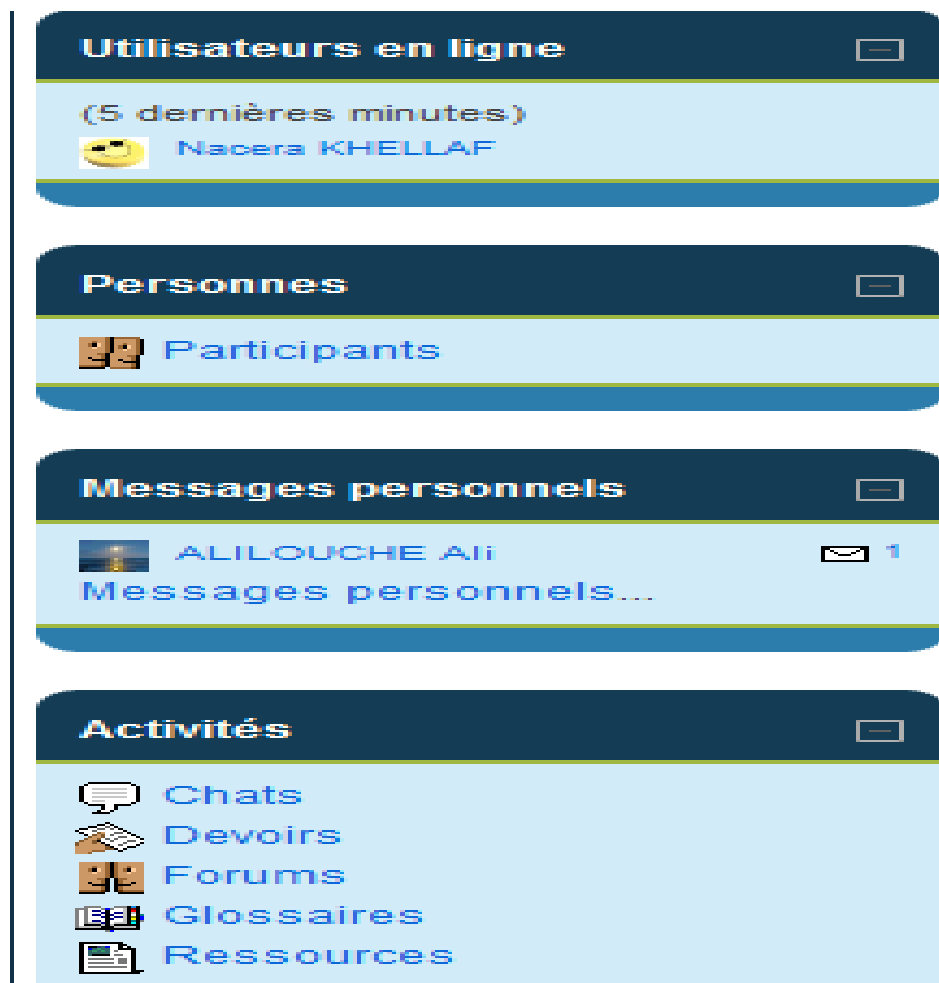 Utilisateurs en ligne
(5 dernières minutes)
Nacera KHELLAF
Personnes
Participants
Messages personnels
ALILOUCHE Ali 1
Messages personnels...
Activités
Chats
Devoirs
Forums
Glossaires
Ressources